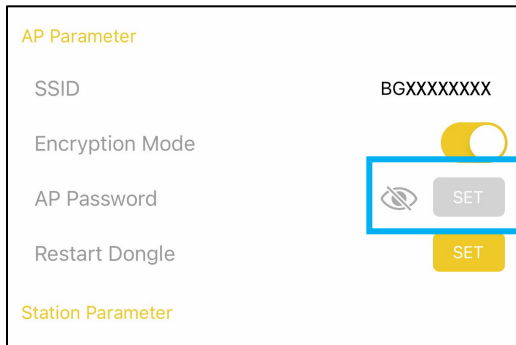 AP Parameter
SSID BGXXXXXXXX
Encryption Mode
AP Password SET
Restart Dongle SET
Station Parameter